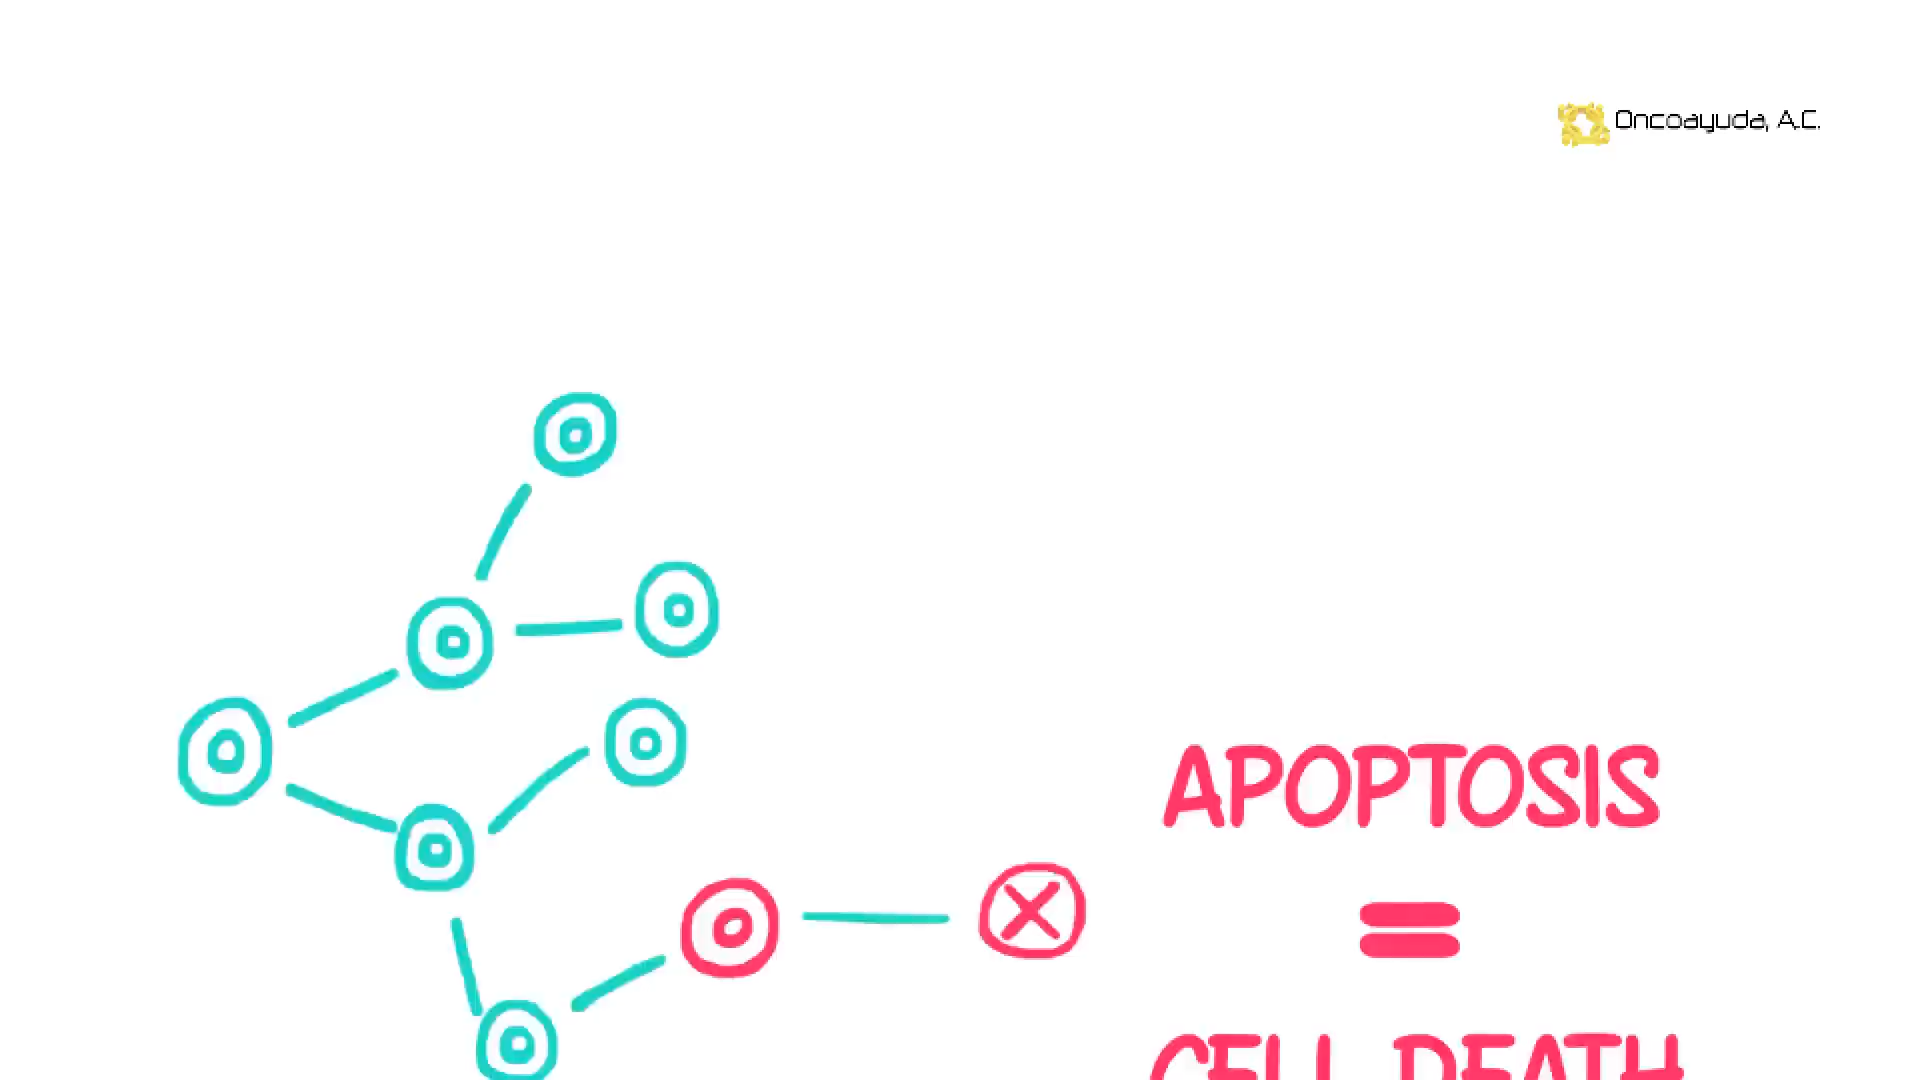 Oncoayuda, A.C.
APOPTOSIS
=
CELL DEATH